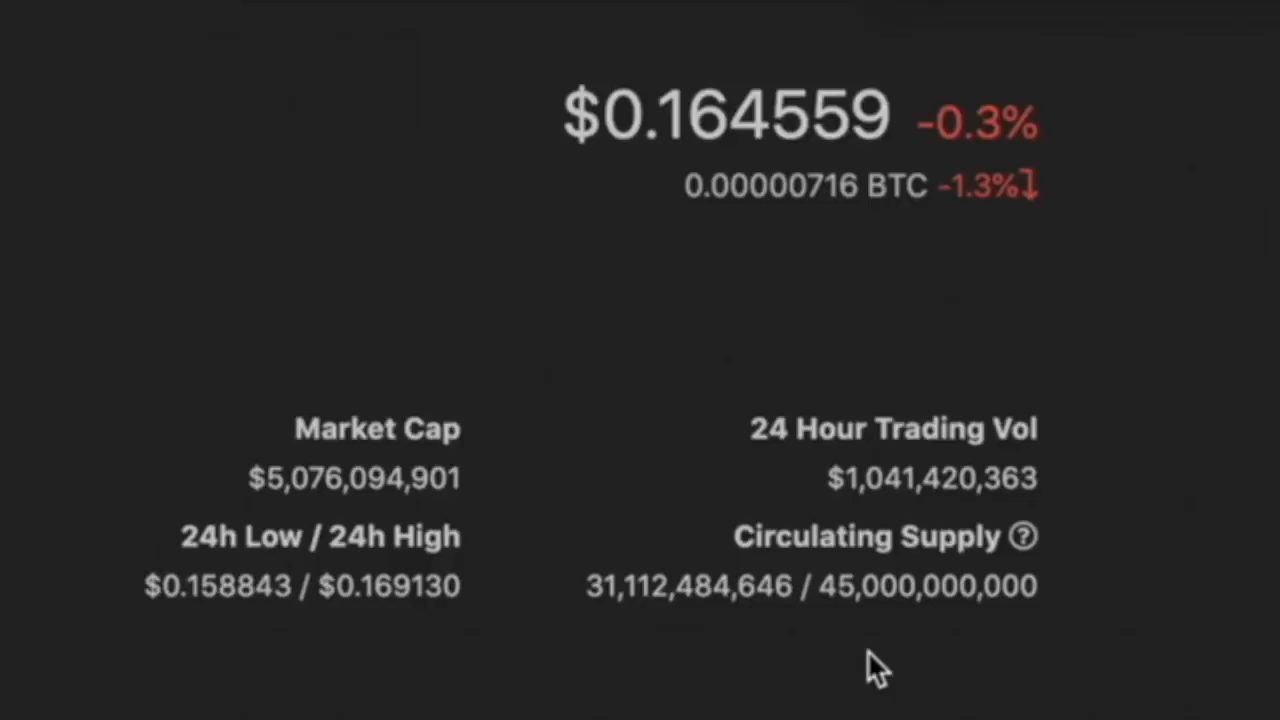 $0.164559 -0.3%
0.00000716 BTC -1.3%
Market Cap
$5,076,094,901
24 Hour Trading Vol
$1,041,420,363
24h Low / 24h High
$0.158843 / $0.169130
Circulating Supply ?
31,112,484,646 / 45,000,000,000